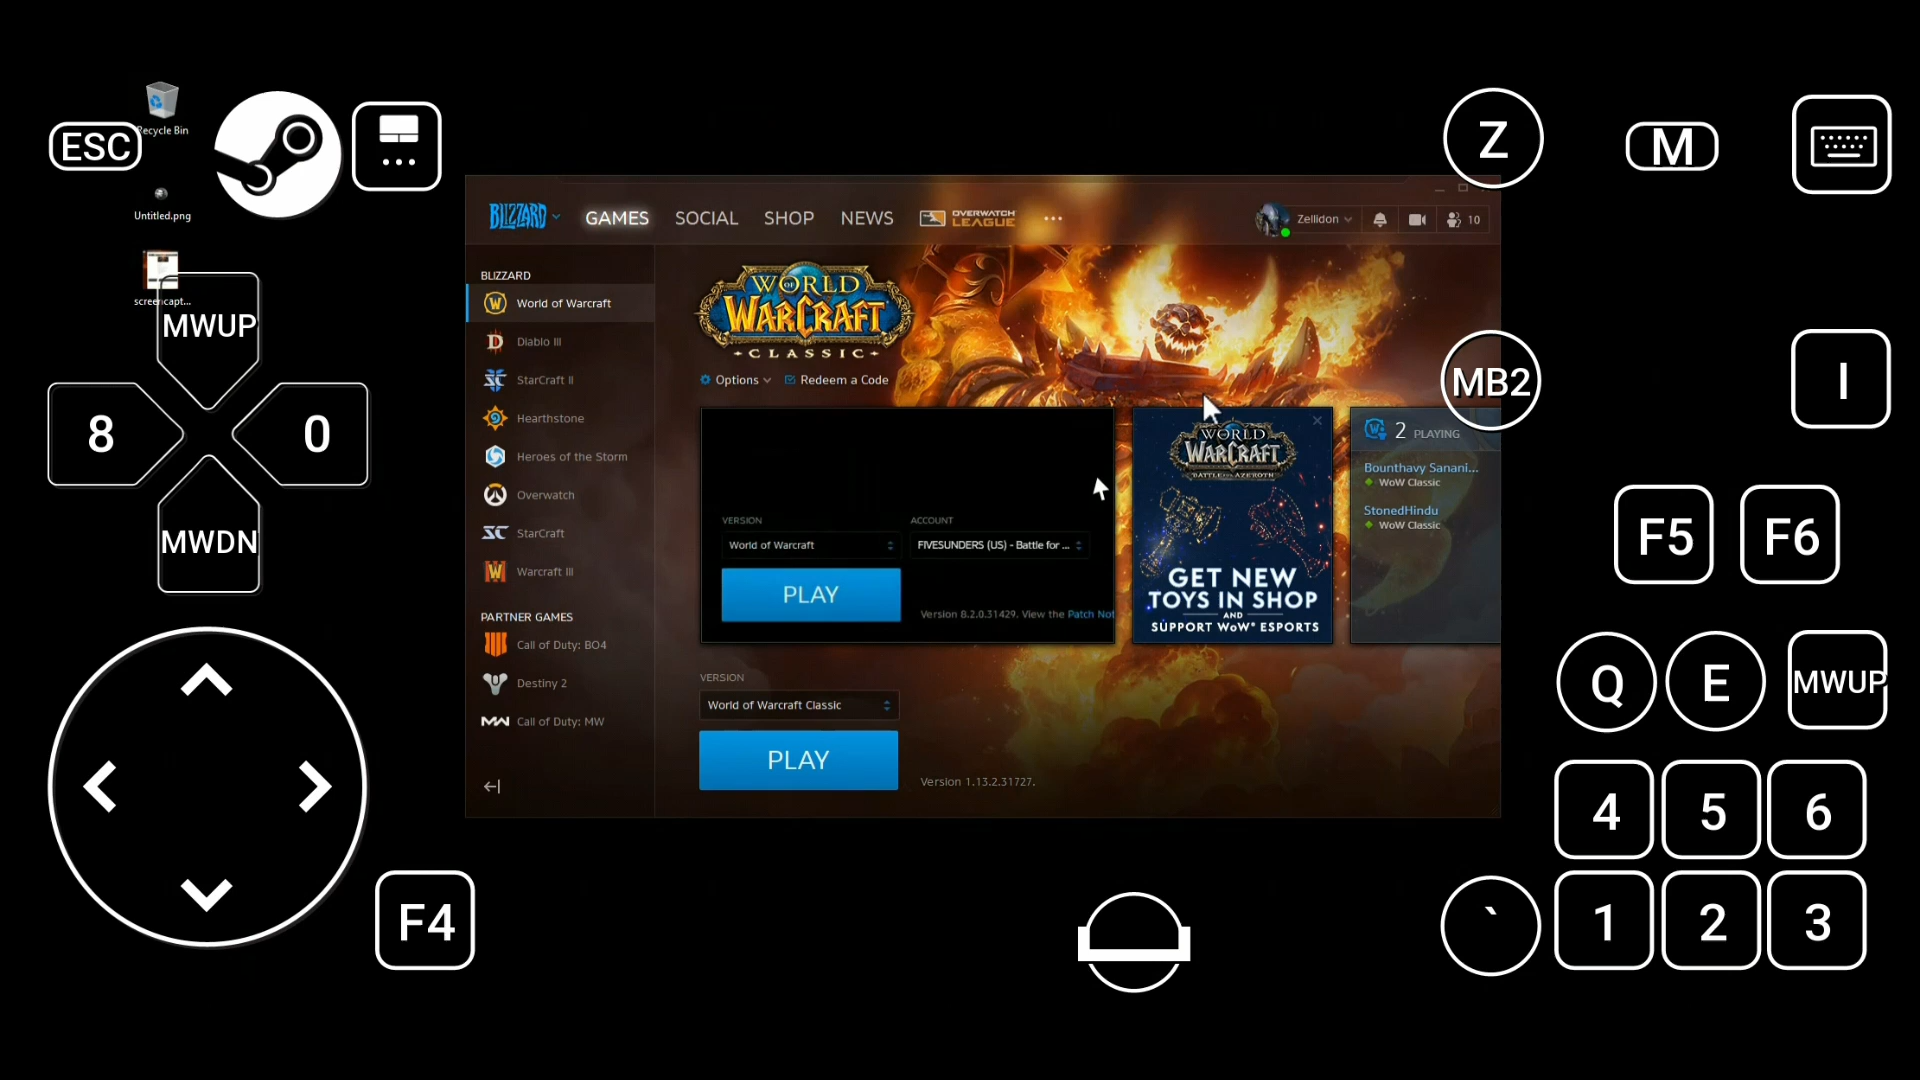 Recycle Bin
ESC
Z
M
Untitled.png
BLIZZARD
GAMES
SOCIAL
SHOP
NEWS
OVERWATCH
LEAGUE
Zellidon
10
screencapt...
MWUP
BLIZZARD
World of Warcraft
Diablo III
StarCraft II
Hearthstone
Heroes of the Storm
Overwatch
StarCraft
Warcraft III
PARTNER GAMES
Call of Duty: BO4
Destiny 2
Call of Duty: MW
WORLD
OF
WARCRAFT
CLASSIC
Options
Redeem a Code
MB2
I
8
0
MWDN
VERSION
World of Warcraft
ACCOUNT
FIVESUNDERS (US) - Battle for ...
PLAY
Version 8.2.0.31429. View the Patch Not
WORLD
OF
WARCRAFT
BATTLE FOR AZEROTH
GET NEW
TOYS IN SHOP
AND
SUPPORT WoW® ESPORTS
2 PLAYING
Bounthavy Sanani...
WoW Classic
StonedHindu
WoW Classic
VERSION
World of Warcraft Classic
PLAY
Version 1.13.2.31727.
F5
F6
Q
E
MWUP
4
5
6
F4
`
1
2
3